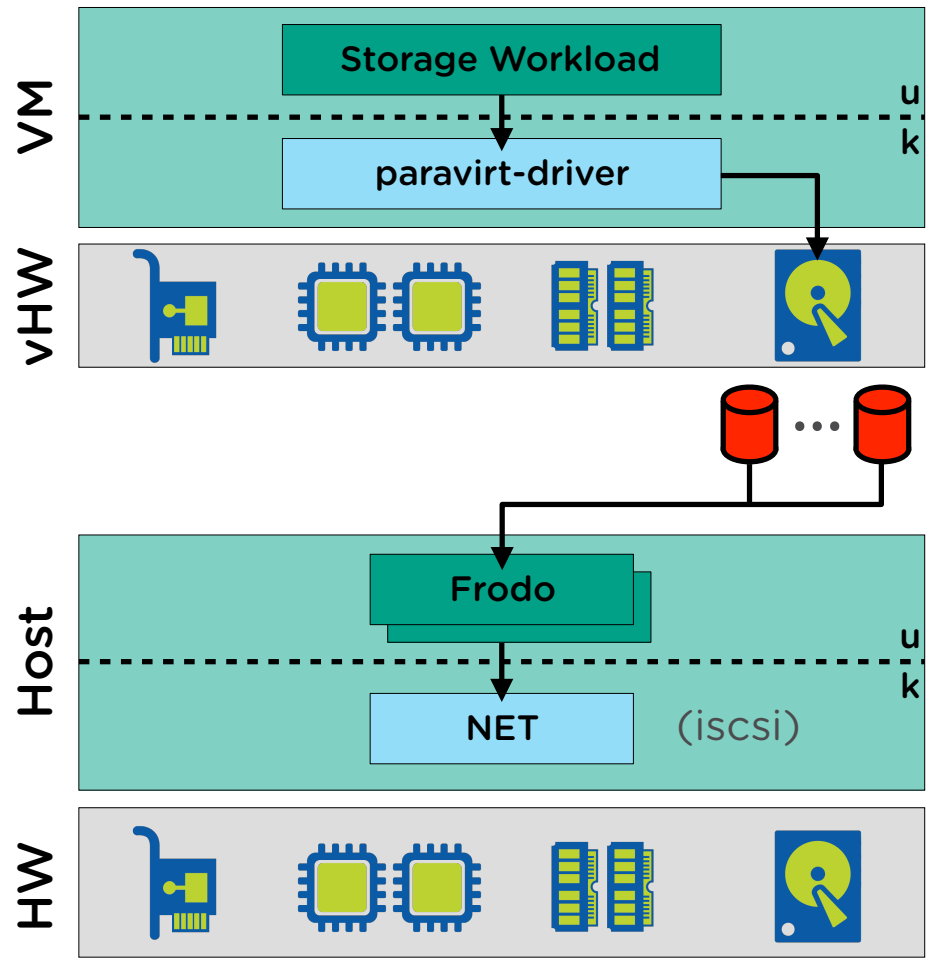 VM
Storage Workload
u
k
paravirt-driver
vHW
Host
Frodo
u
k
NET
(iscsi)
HW